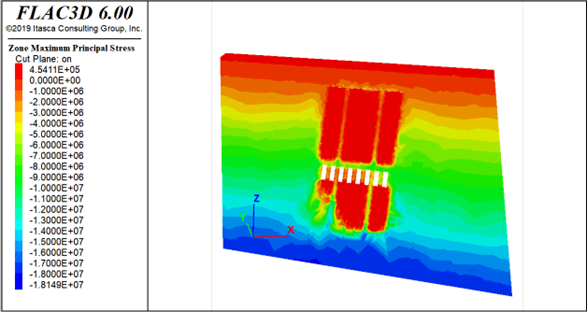 FLAC3D 6.00
©2019 Itasca Consulting Group, Inc.
Zone Maximum Principal Stress
Cut Plane: on
4.5411E+05
0.0000E+00
-1.0000E+06
-2.0000E+06
-3.0000E+06
-4.0000E+06
-5.0000E+06
-6.0000E+06
-7.0000E+06
-8.0000E+06
-9.0000E+06
-1.0000E+07
-1.1000E+07
-1.2000E+07
-1.3000E+07
-1.4000E+07
-1.5000E+07
-1.6000E+07
-1.7000E+07
-1.8000E+07
-1.8149E+07
Z
Y
X